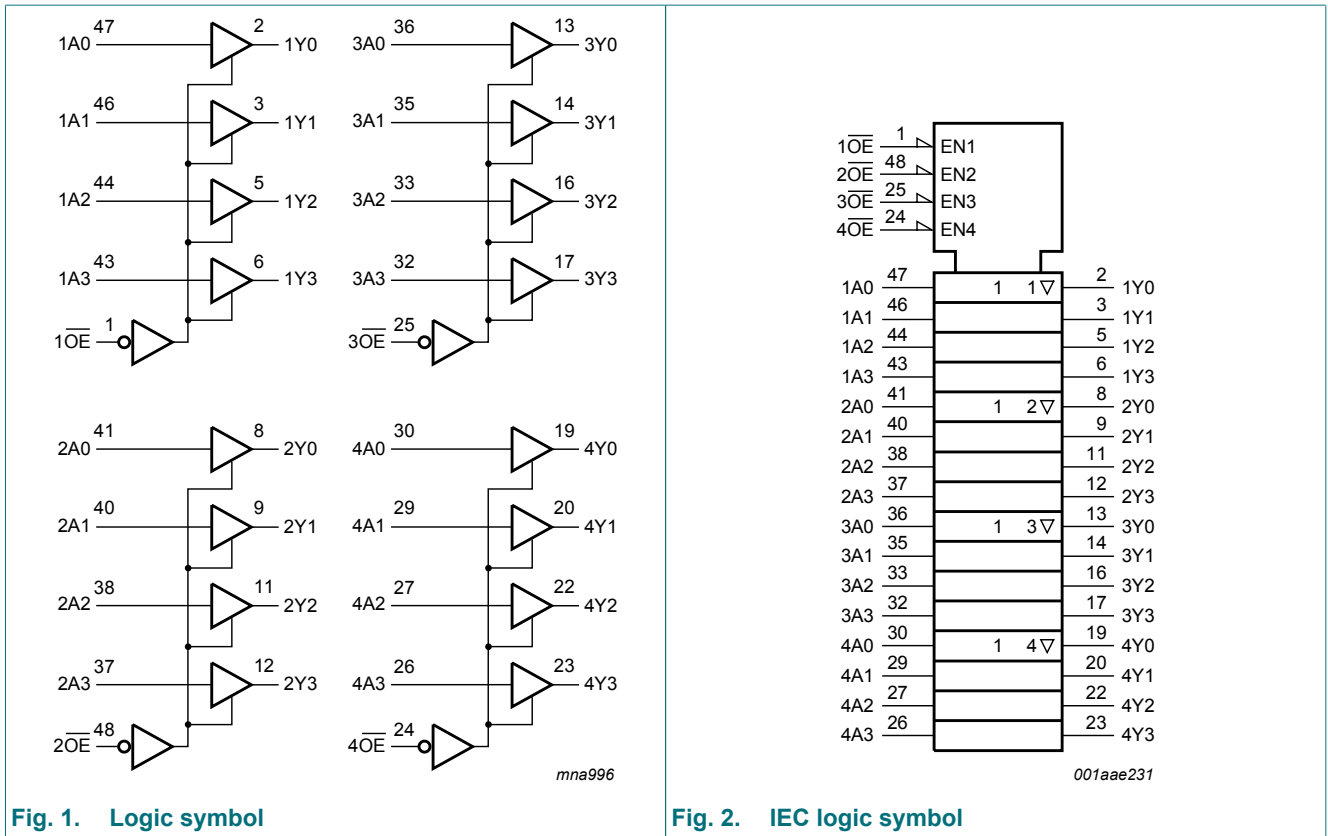 47 2 36 13
1A0 1Y0 3A0 3Y0
46 3 35 14
1A1 1Y1 3A1 3Y1
44 5 33 16
1A2 1Y2 3A2 3Y2
43 6 32 17
1A3 1Y3 3A3 3Y3
1 25
1O̅E̅ 3O̅E̅
41 8 30 19
2A0 2Y0 4A0 4Y0
40 9 29 20
2A1 2Y1 4A1 4Y1
38 11 27 22
2A2 2Y2 4A2 4Y2
37 12 26 23
2A3 2Y3 4A3 4Y3
48 24
2O̅E̅ 4O̅E̅
mna996
Fig. 1. Logic symbol
1O̅E̅ 1 EN1
2O̅E̅ 48 EN2
3O̅E̅ 25 EN3
4O̅E̅ 24 EN4
1A0 47 1 1▽ 2 1Y0
1A1 46 3 1Y1
1A2 44 5 1Y2
1A3 43 6 1Y3
2A0 41 1 2▽ 8 2Y0
2A1 40 9 2Y1
2A2 38 11 2Y2
2A3 37 12 2Y3
3A0 36 1 3▽ 13 3Y0
3A1 35 14 3Y1
3A2 33 16 3Y2
3A3 32 17 3Y3
4A0 30 1 4▽ 19 4Y0
4A1 29 20 4Y1
4A2 27 22 4Y2
4A3 26 23 4Y3
001aae231
Fig. 2. IEC logic symbol